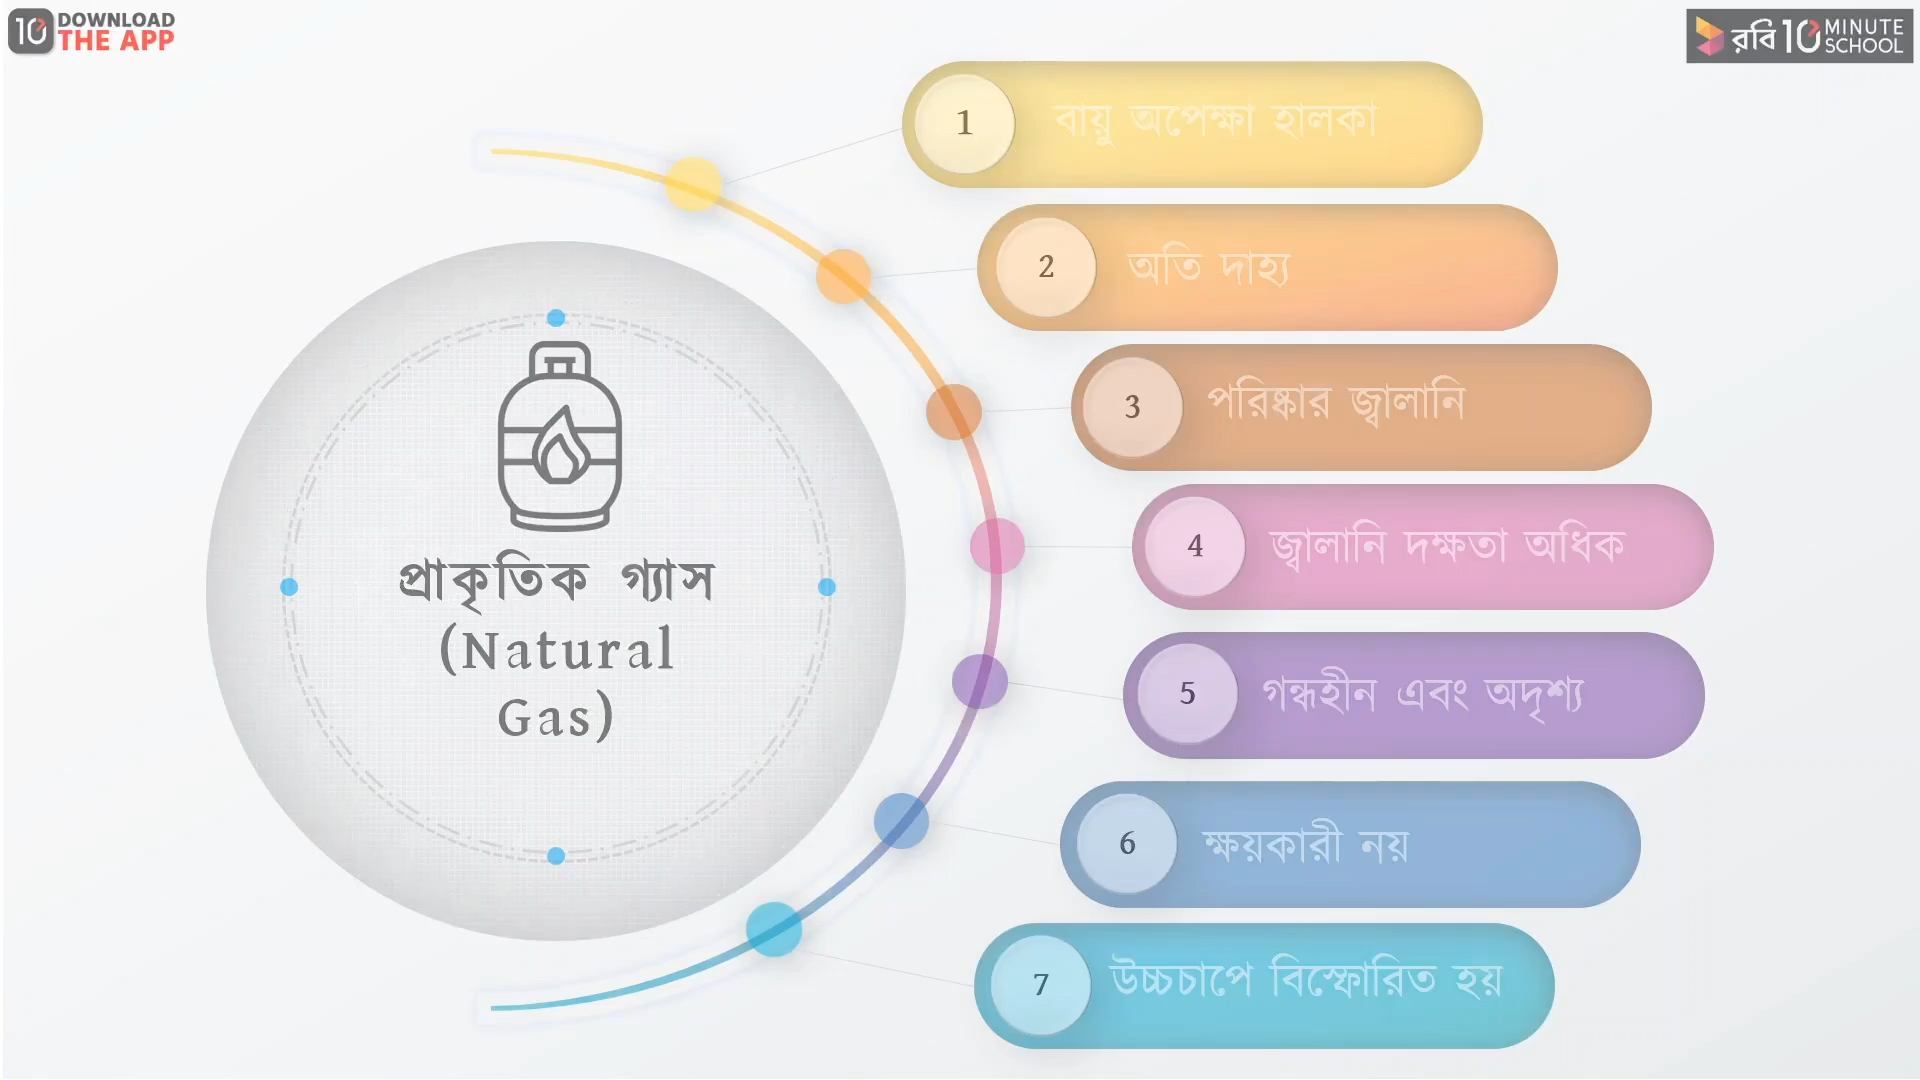 10 DOWNLOAD
THE APP
রবি 10 MINUTE
SCHOOL
প্রাকৃতিক গ্যাস
(Natural
Gas)
1 বায়ু অপেক্ষা হালকা
2 অতি দাহ্য
3 পরিষ্কার জ্বালানি
4 জ্বালানি দক্ষতা অধিক
5 গন্ধহীন এবং অদৃশ্য
6 ক্ষয়কারী নয়
7 উচ্চচাপে বিস্ফোরিত হয়